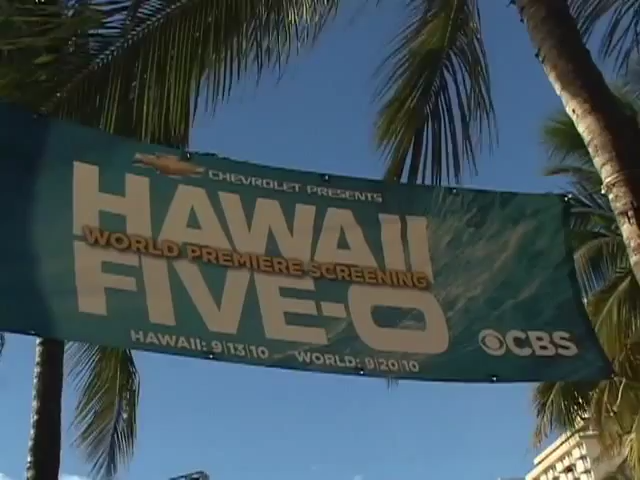 CHEVROLET PRESENTS
HAWAII
WORLD PREMIERE SCREENING
FIVE-O
HAWAII: 9|13|10 WORLD: 9|20|10
CBS